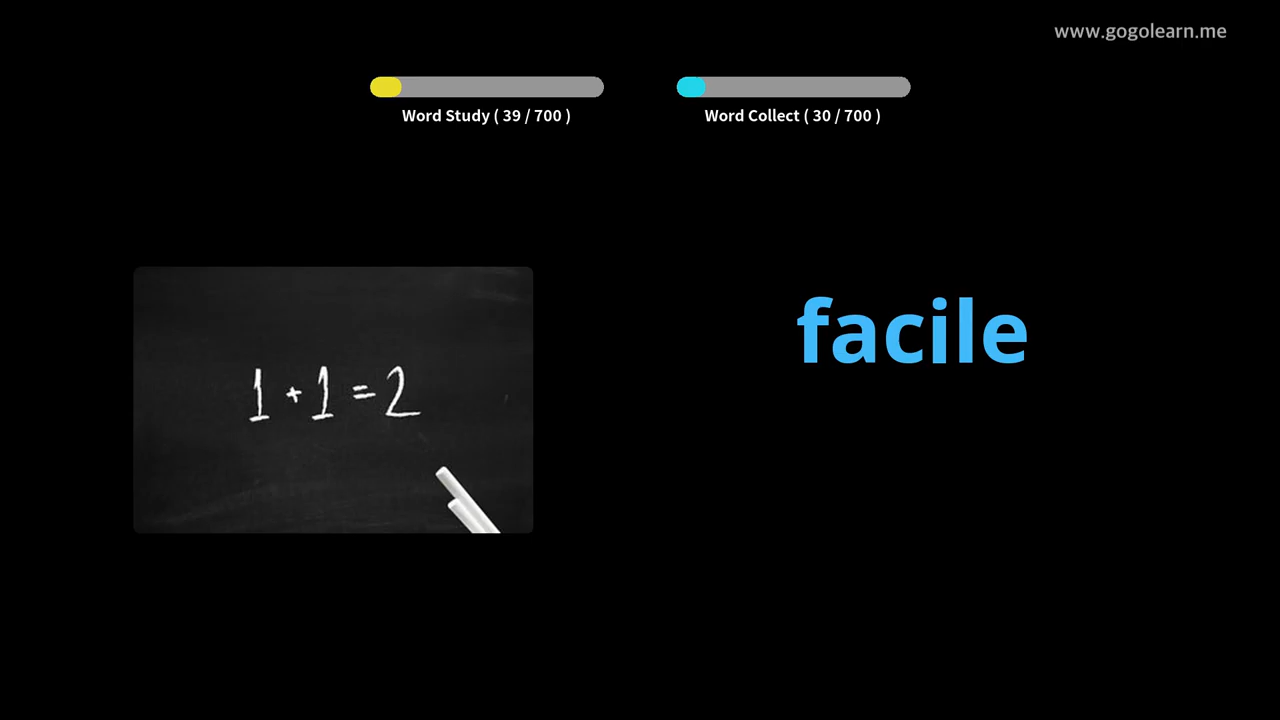 www.gogolearn.me
Word Study ( 39 / 700 )
Word Collect ( 30 / 700 )
1 + 1 = 2
facile